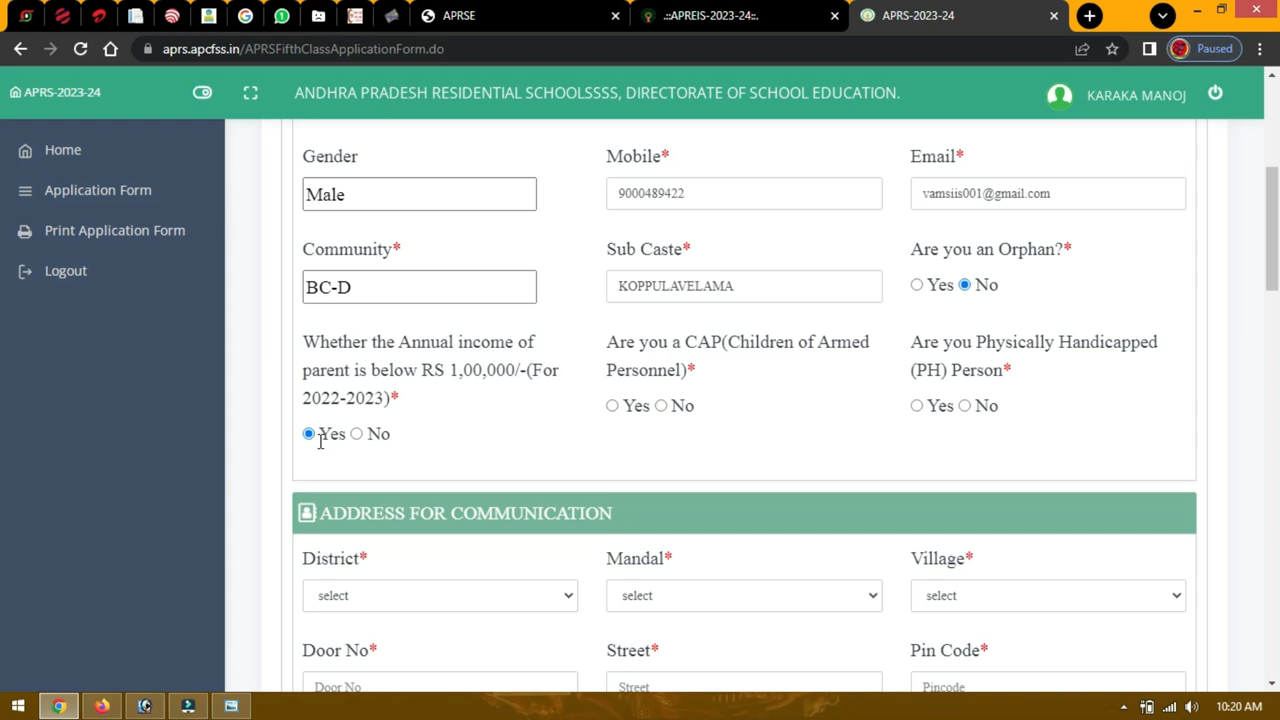 APRSE
.::APREIS-2023-24::.
APRS-2023-24
aprs.apcfss.in/APRSFifthClassApplicationForm.do
Paused
APRS-2023-24
ANDHRA PRADESH RESIDENTIAL SCHOOLSSSS, DIRECTORATE OF SCHOOL EDUCATION.
KARAKA MANOJ
Home
Application Form
Print Application Form
Logout
Gender
Mobile*
Email*
Male
9000489422
vamsiis001@gmail.com
Community*
Sub Caste*
Are you an Orphan?*
BC-D
KOPPULAVELAMA
Yes No
Whether the Annual income of
parent is below RS 1,00,000/-(For
2022-2023)*
Yes No
Are you a CAP(Children of Armed
Personnel)*
Yes No
Are you Physically Handicapped
(PH) Person*
Yes No
ADDRESS FOR COMMUNICATION
District*
Mandal*
Village*
select
select
select
Door No*
Street*
Pin Code*
Door No
Street
Pincode
10:20 AM